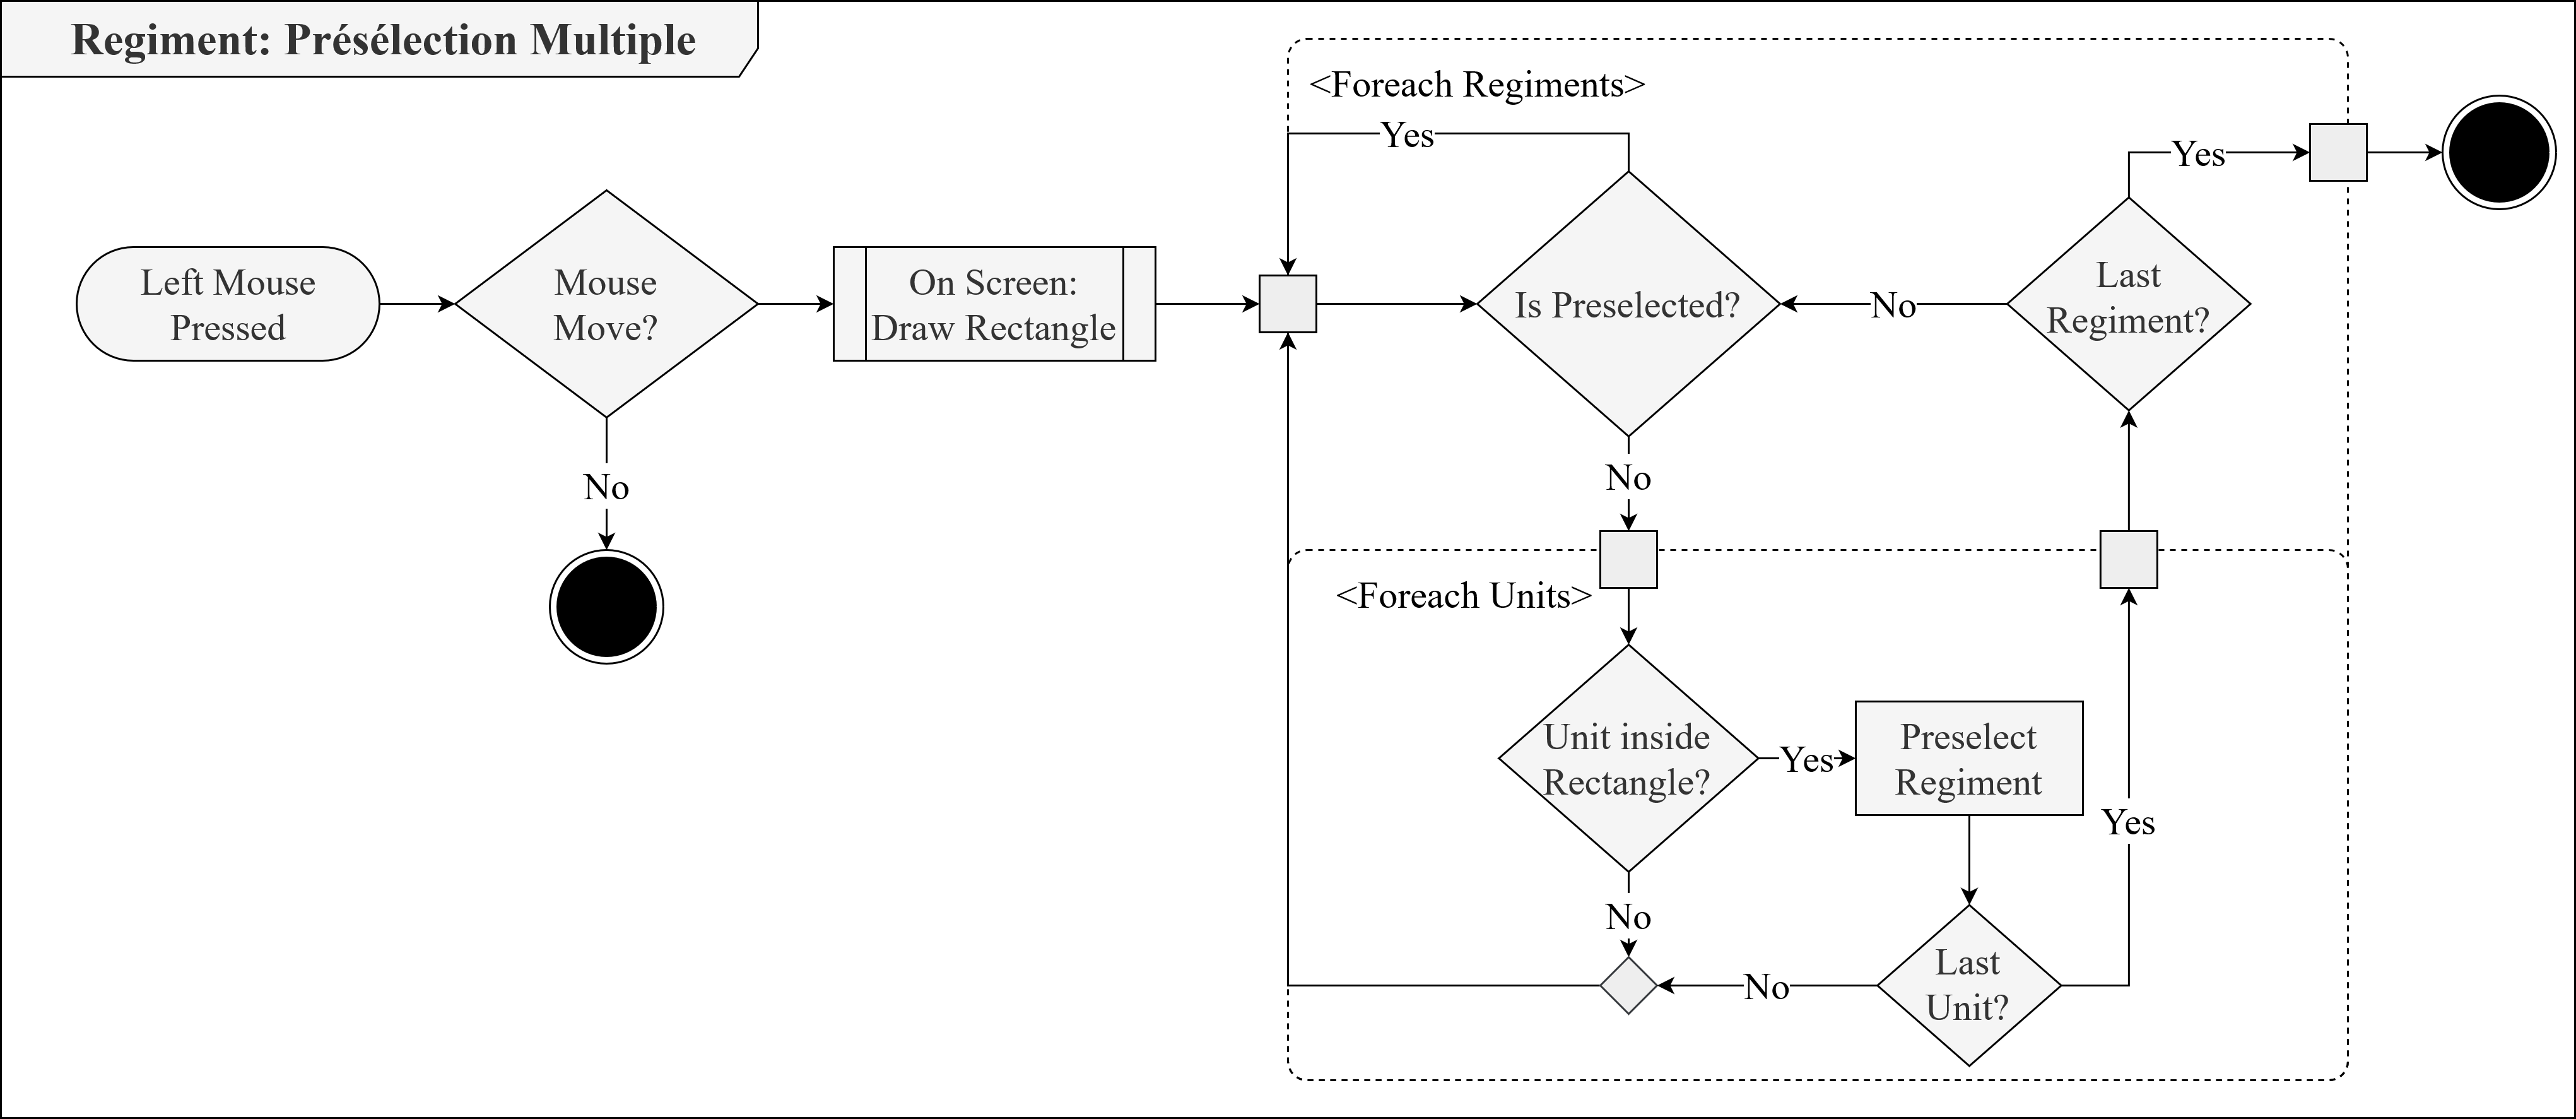 Regiment: Présélection Multiple
<Foreach Regiments>
Yes
Yes
Left Mouse
Pressed
Mouse
Move?
On Screen:
Draw Rectangle
Is Preselected?
No
Last
Regiment?
No
No
<Foreach Units>
Unit inside
Rectangle?
Yes
Preselect
Regiment
Yes
No
No
Last
Unit?